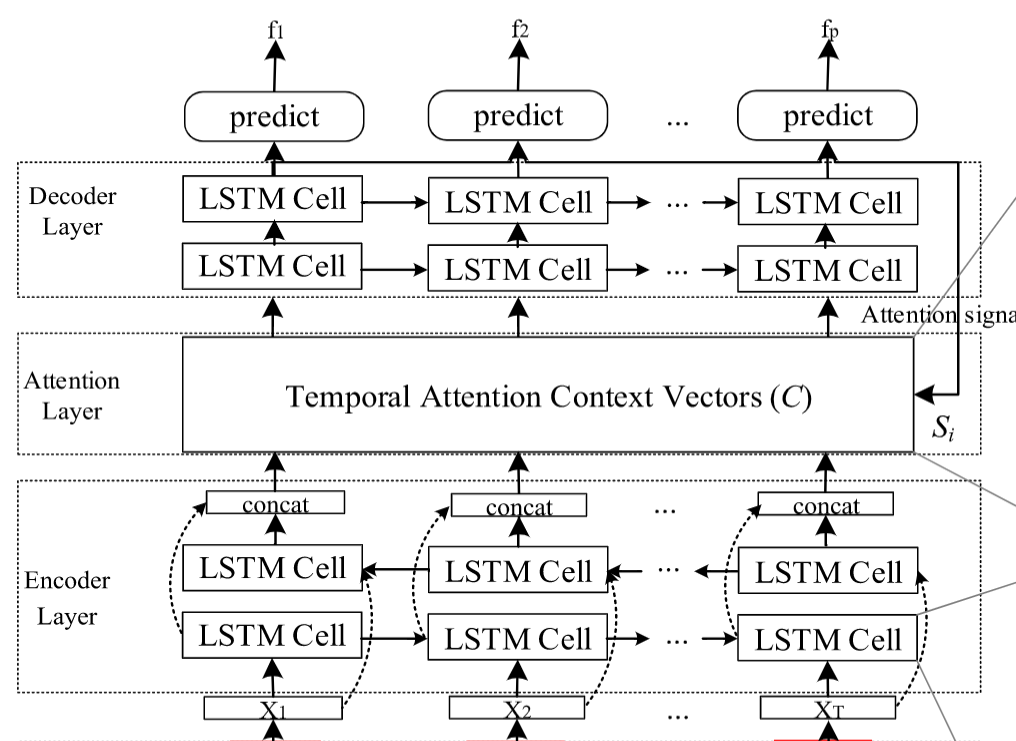 f1 f2 fp
predict predict ... predict
Decoder Layer
LSTM Cell LSTM Cell ... LSTM Cell
LSTM Cell LSTM Cell ... LSTM Cell
Attention signa
Attention Layer
Temporal Attention Context Vectors (C)
Si
concat concat ... concat
Encoder Layer
LSTM Cell LSTM Cell ... LSTM Cell
LSTM Cell LSTM Cell ... LSTM Cell
X1 X2 ... XT